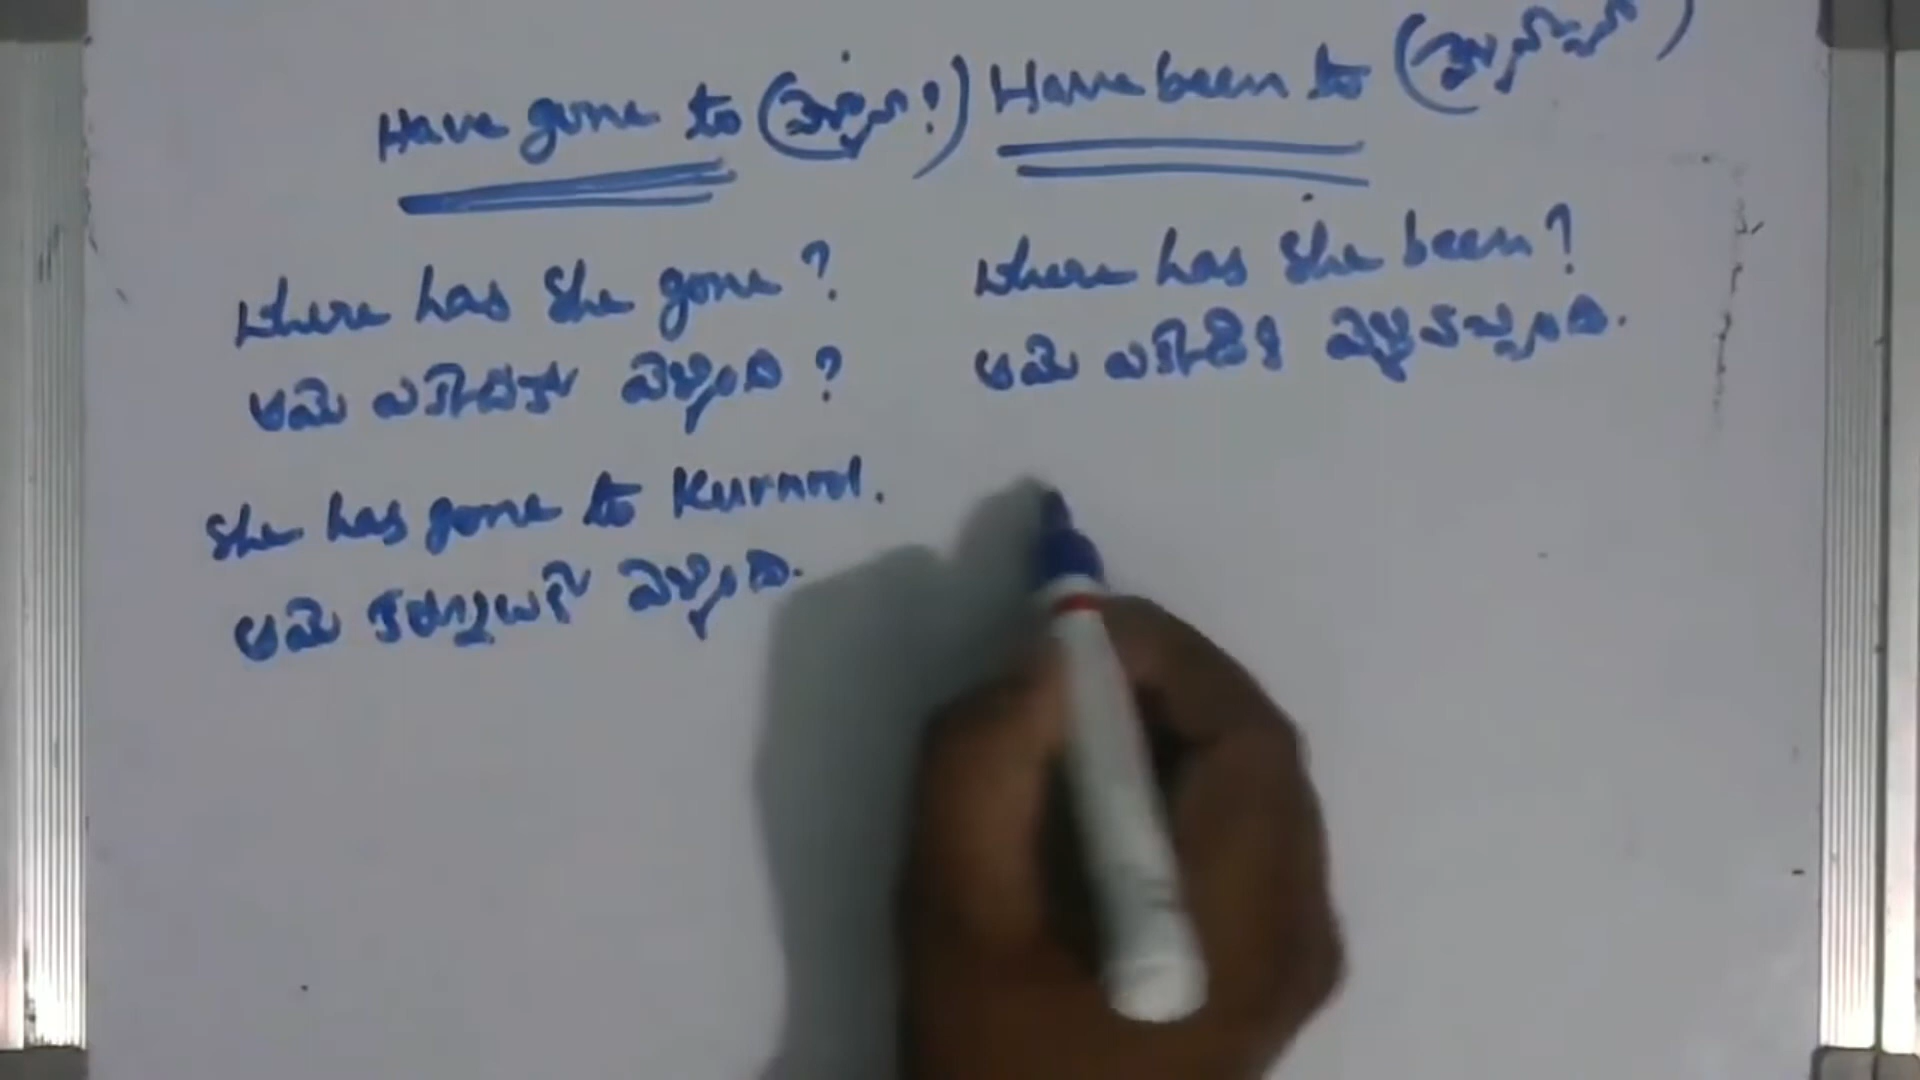 Have gone to
Have been to
Where has she gone?
ఆమె ఎక్కడికి వెళ్ళింది?
She has gone to Kurnool.
ఆమె కర్నూలుకి వెళ్ళింది.
Where has she been?
ఆమె ఎక్కడికి వెళ్ళివచ్చింది.